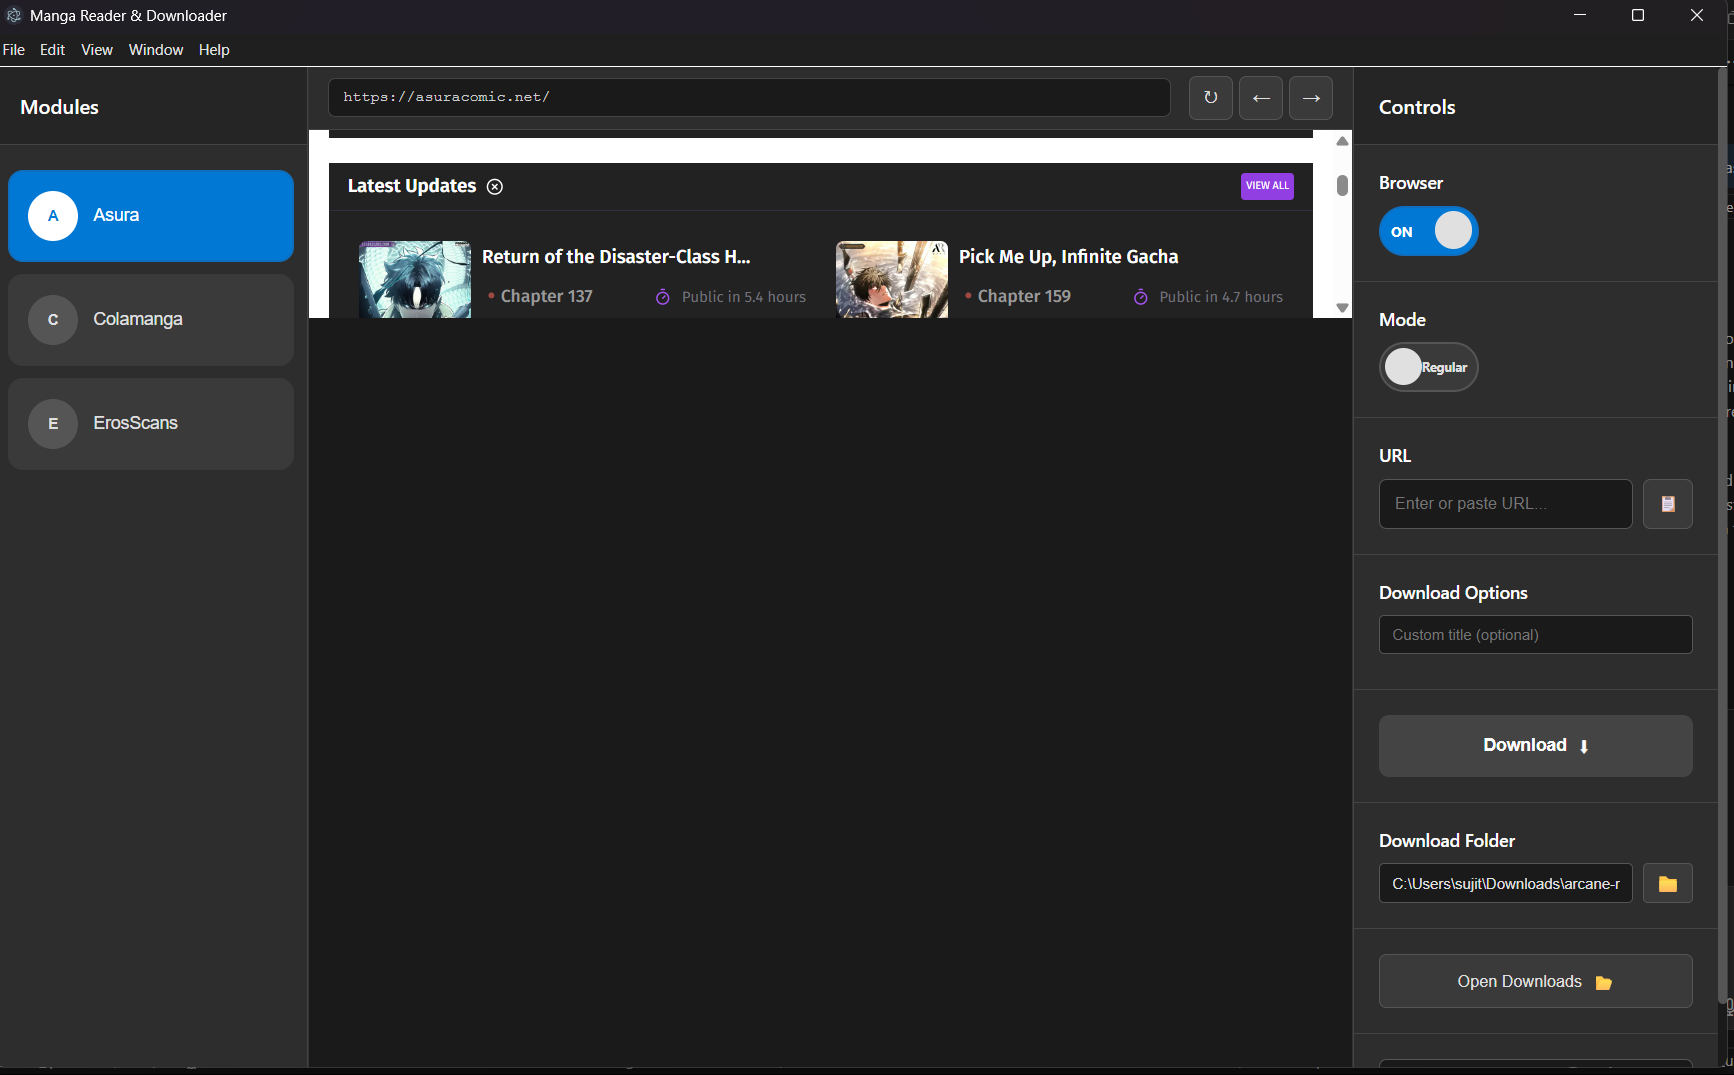 Manga Reader & Downloader
File Edit View Window Help
Modules
A Asura
C Colamanga
E ErosScans
https://asuracomic.net/
↻ ← →
Latest Updates
VIEW ALL
Return of the Disaster-Class H...
Chapter 137
Public in 5.4 hours
Pick Me Up, Infinite Gacha
Chapter 159
Public in 4.7 hours
Controls
Browser
ON
Mode
Regular
URL
Enter or paste URL...
Download Options
Custom title (optional)
Download ⬇
Download Folder
C:\Users\sujit\Downloads\arcane-r
Open Downloads